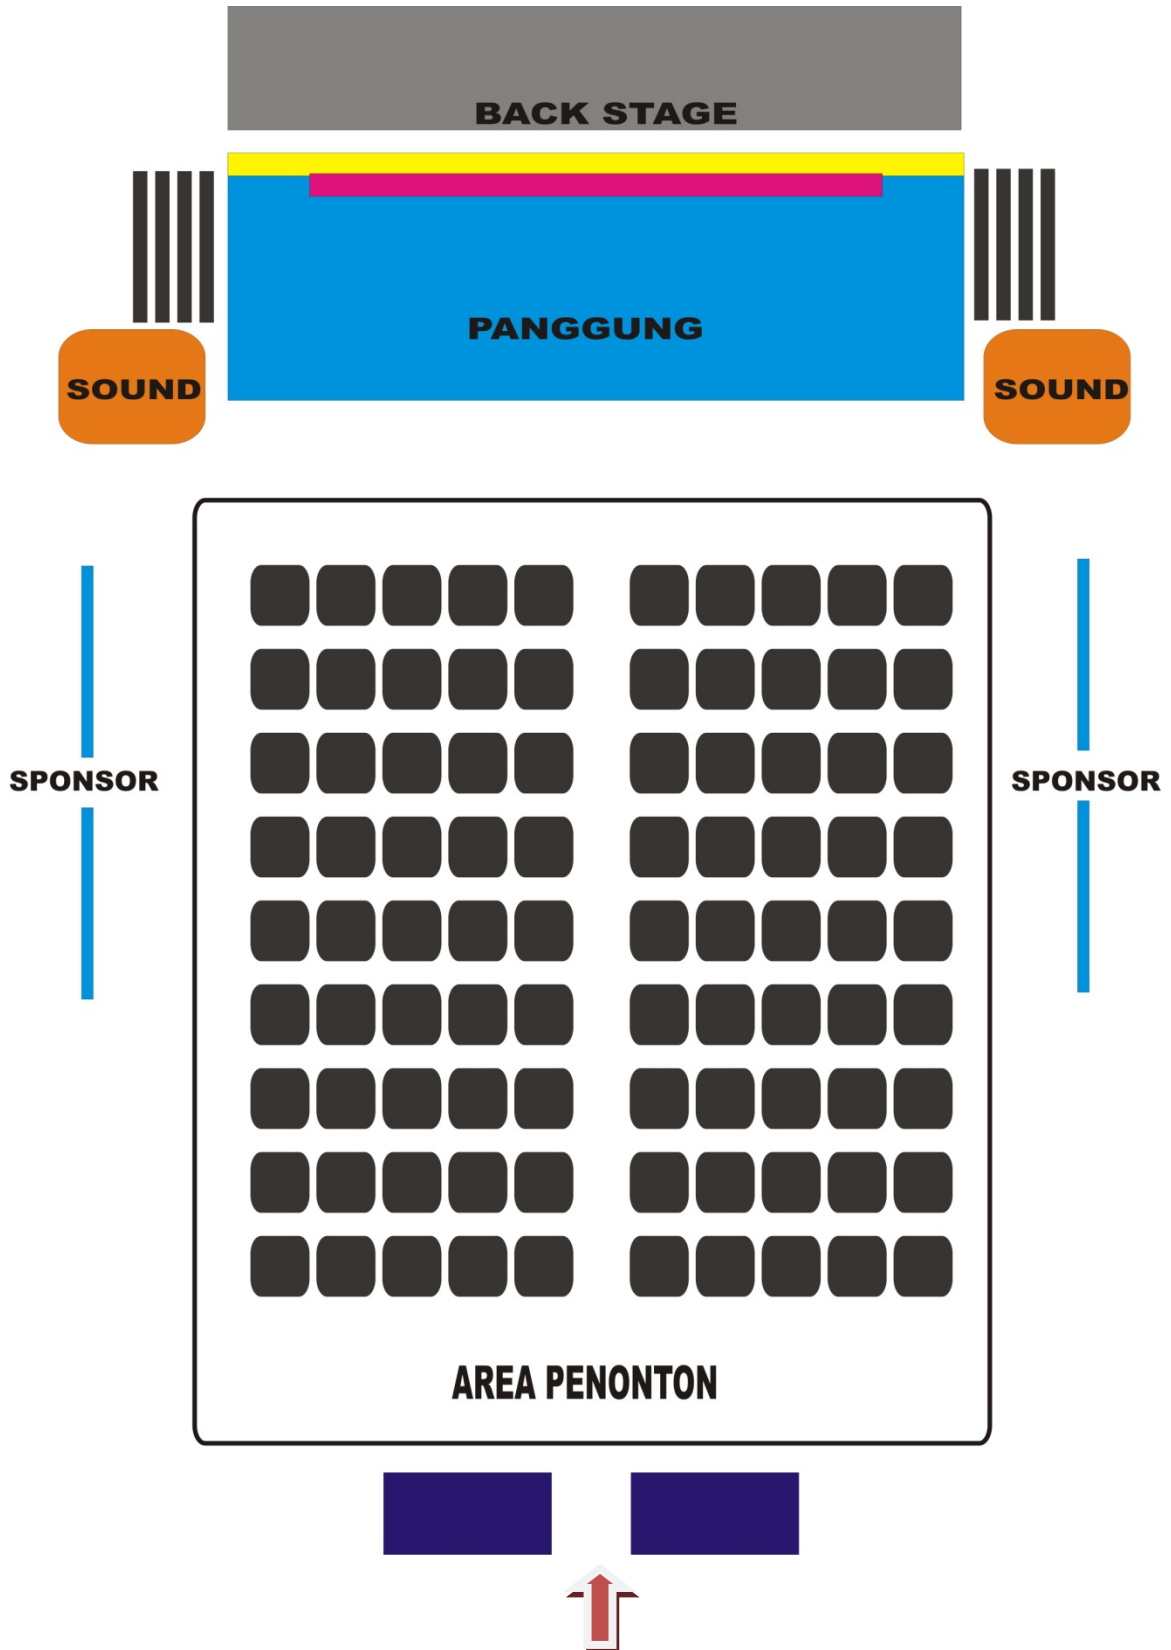 BACK STAGE
PANGGUNG
SOUND
SOUND
SPONSOR
SPONSOR
AREA PENONTON